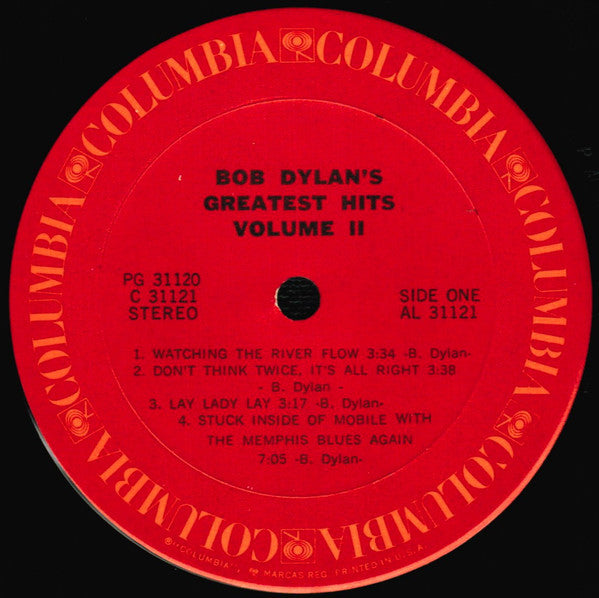 COLUMBIA COLUMBIA COLUMBIA COLUMBIA COLUMBIA COLUMBIA
BOB DYLAN'S
GREATEST HITS
VOLUME II
PG 31120
C 31121
STEREO
SIDE ONE
AL 31121
1. WATCHING THE RIVER FLOW 3:34 -B. Dylan-
2. DON'T THINK TWICE, IT'S ALL RIGHT 3:38
- B. Dylan -
3. LAY LADY LAY 3:17 -B. Dylan-
4. STUCK INSIDE OF MOBILE WITH
THE MEMPHIS BLUES AGAIN
7:05 -B. Dylan-
® "COLUMBIA", MARCAS REG. PRINTED IN U.S.A.